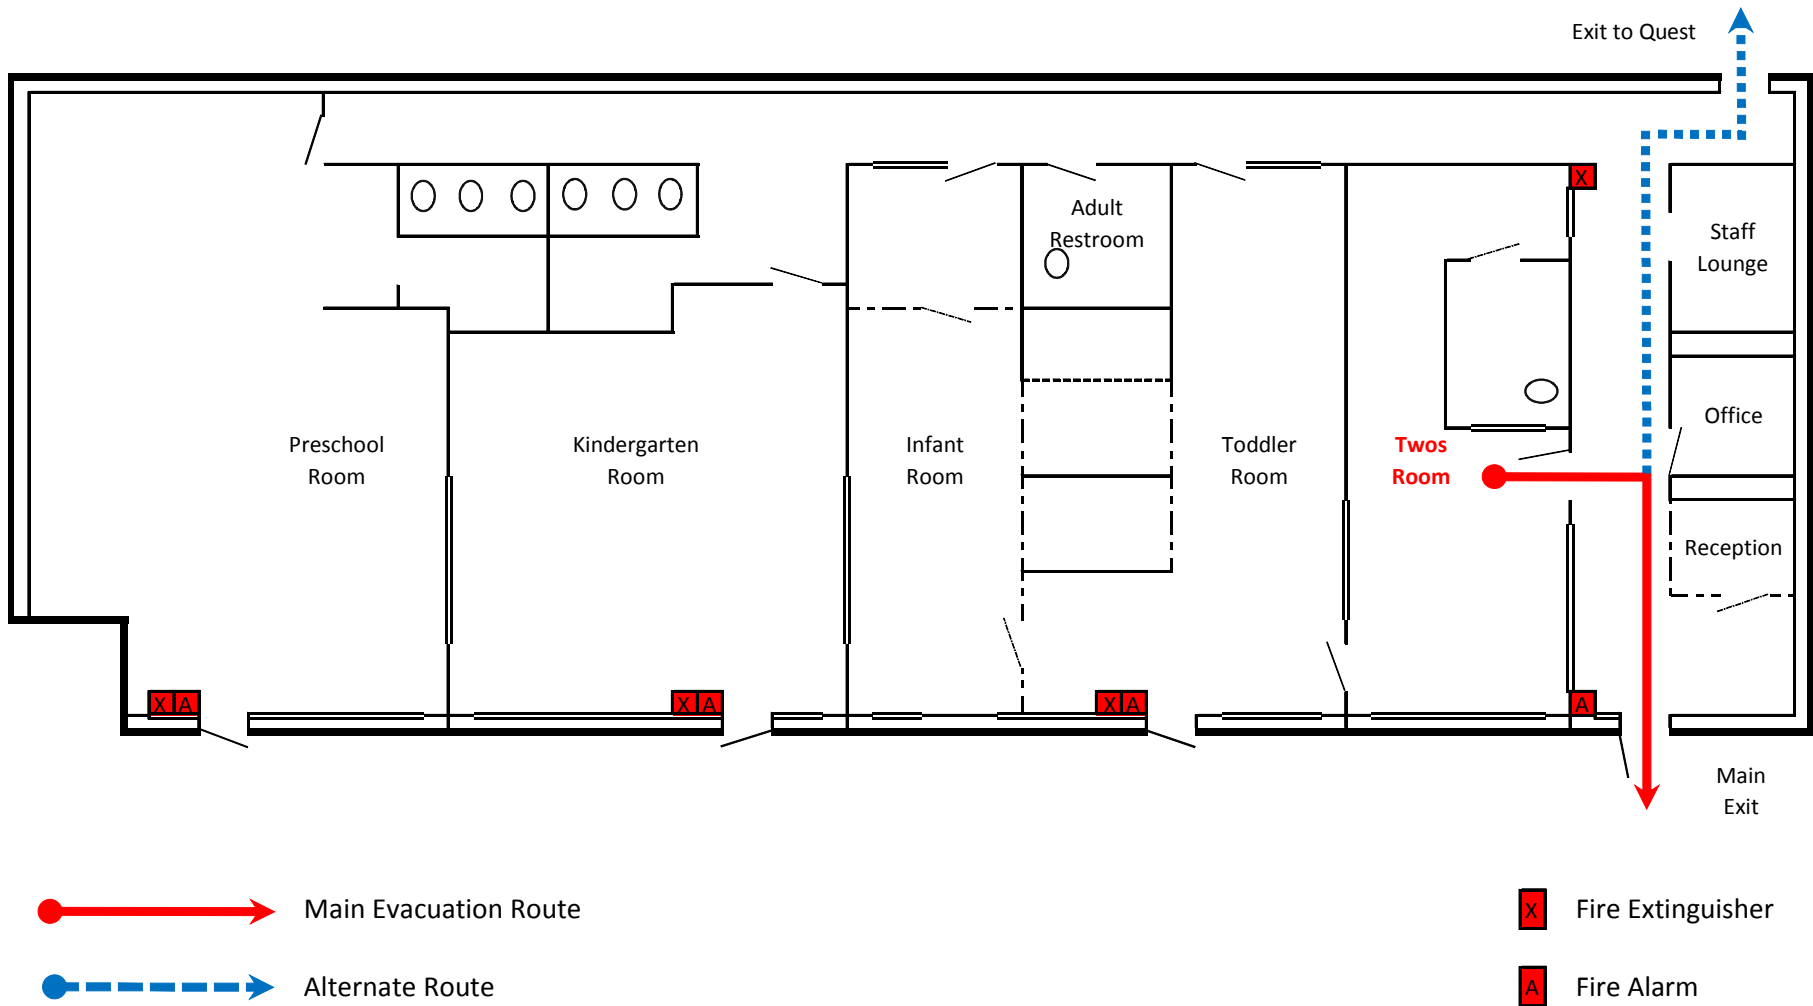 Exit to Quest
X
Adult
Restroom
Staff
Lounge
Preschool
Room
Kindergarten
Room
Infant
Room
Toddler
Room
Twos
Room
Office
Reception
X A
X A
X A
A
Main
Exit
Main Evacuation Route
X Fire Extinguisher
Alternate Route
A Fire Alarm